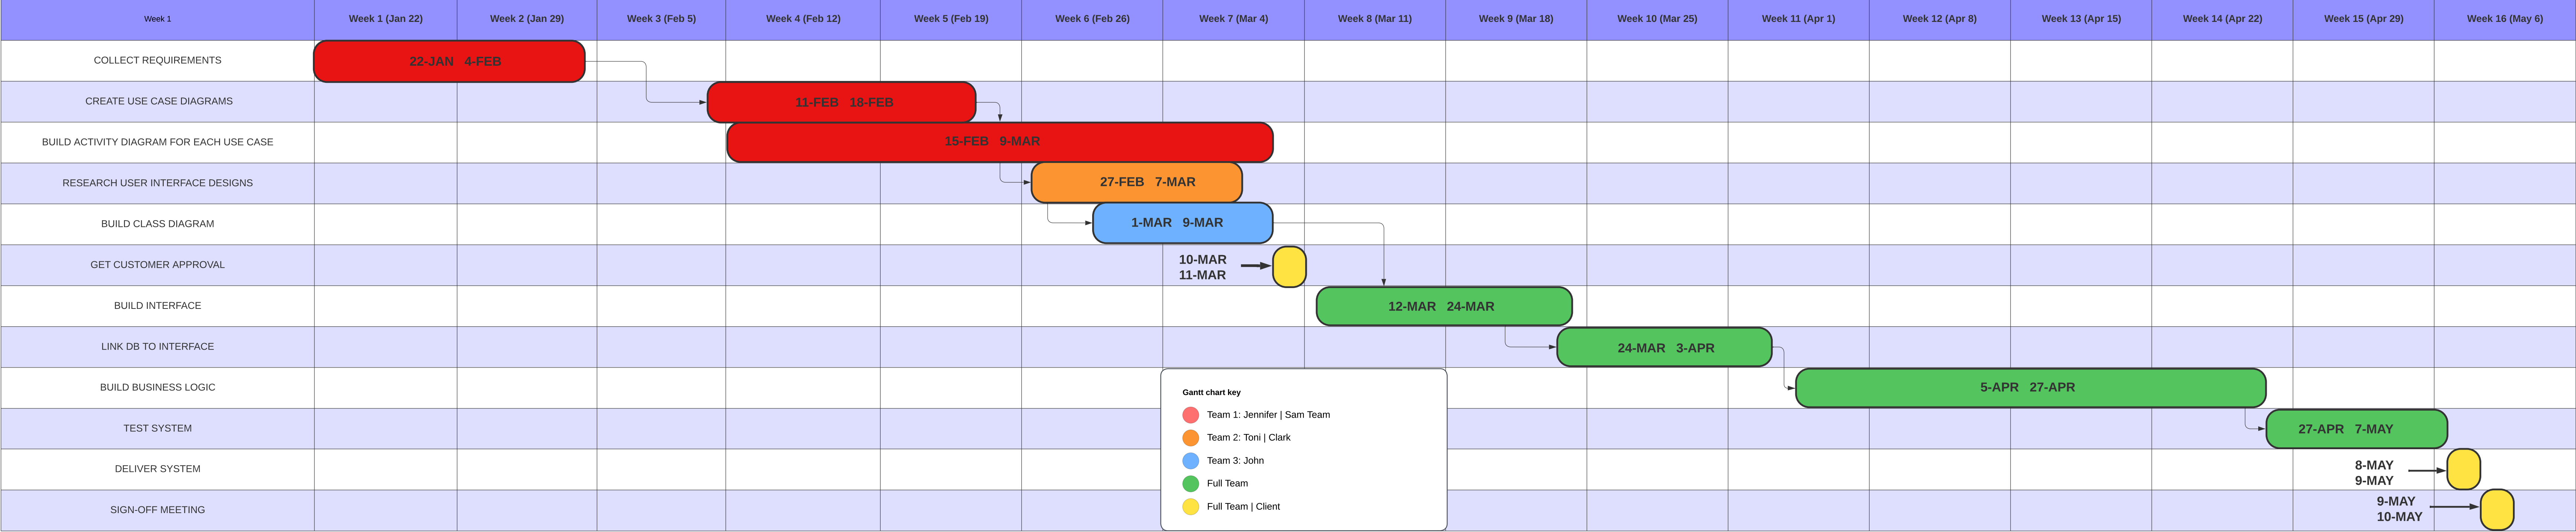 Week 1
Week 1 (Jan 22)
Week 2 (Jan 29)
Week 3 (Feb 5)
Week 4 (Feb 12)
Week 5 (Feb 19)
Week 6 (Feb 26)
Week 7 (Mar 4)
Week 8 (Mar 11)
Week 9 (Mar 18)
Week 10 (Mar 25)
Week 11 (Apr 1)
Week 12 (Apr 8)
Week 13 (Apr 15)
Week 14 (Apr 22)
Week 15 (Apr 29)
Week 16 (May 6)
COLLECT REQUIREMENTS
22-JAN 4-FEB
CREATE USE CASE DIAGRAMS
11-FEB 18-FEB
BUILD ACTIVITY DIAGRAM FOR EACH USE CASE
15-FEB 9-MAR
RESEARCH USER INTERFACE DESIGNS
27-FEB 7-MAR
BUILD CLASS DIAGRAM
1-MAR 9-MAR
GET CUSTOMER APPROVAL
10-MAR
11-MAR
BUILD INTERFACE
12-MAR 24-MAR
LINK DB TO INTERFACE
24-MAR 3-APR
BUILD BUSINESS LOGIC
5-APR 27-APR
TEST SYSTEM
27-APR 7-MAY
DELIVER SYSTEM
8-MAY
9-MAY
SIGN-OFF MEETING
9-MAY
10-MAY
Gantt chart key
Team 1: Jennifer | Sam Team
Team 2: Toni | Clark
Team 3: John
Full Team
Full Team | Client